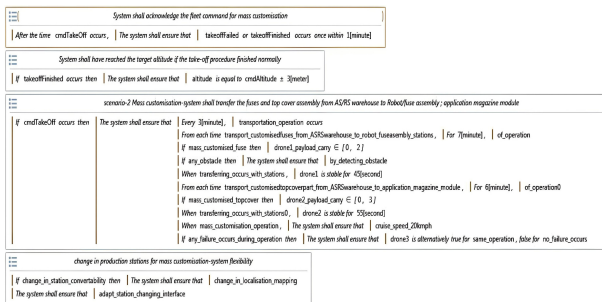 System shall acknowledge the fleet command for mass customisation
After the time cmdTakeOff occurs, The system shall ensure that takeoffFailed or takeoffFinished occurs once within 1[minute]
System shall have reached the target altitude if the take-off procedure finished normally
If takeoffFinished occurs then The system shall ensure that altitude is equal to cmdAltitude ± 3[meter]
scenario-2 Mass customisation-system shall transfer the fuses and top cover assembly from AS/RS warehouse to Robot/fuse assembly ; application magazine module
If cmdTakeOff occurs then The system shall ensure that Every 3[minute], transportation_operation occurs
From each time transport_customisedfuses_from_ASRSwarehouse_to_robot_fuseasembly_stations, For 7[minute], of_operation
If mass_customised_fuse then drone1_payload_carry ∈ [0, 2]
If any_obstacle then The system shall ensure that by_detecting_obstacle
When transferring_occurs_with_stations, drone1 is stable for 45[second]
From each time transport_customisedtopcoverpart_from_ASRSwarehouse_to_application_magazine_module, For 6[minute], of_operation0
If mass_customised_topcover then drone2_payload_carry ∈ [0, 3]
When transferring_occurs_with_stations0, drone2 is stable for 55[second]
When mass_customisation_operation, The system shall ensure that cruise_speed_20kmph
If any_failure_occurs_during_operation then The system shall ensure that drone3 is alternatively true for same_operation, false for no_failure_occurs
change in production stations for mass customisation-system flexibility
If change_in_station_convertability then The system shall ensure that change_in_localisation_mapping
The system shall ensure that adapt_station_changing_interface